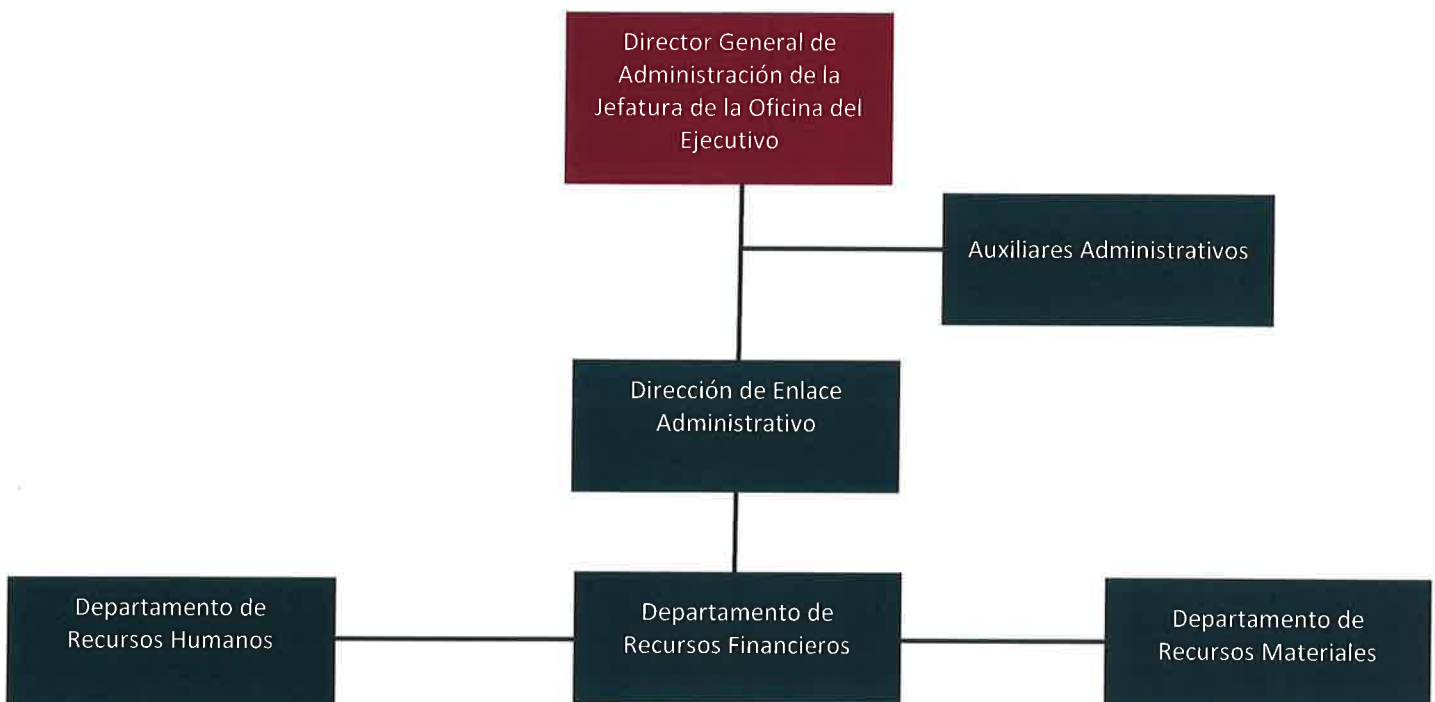 Director General de
Administración de la
Jefatura de la Oficina del
Ejecutivo
Auxiliares Administrativos
Dirección de Enlace
Administrativo
Departamento de
Recursos Humanos
Departamento de
Recursos Financieros
Departamento de
Recursos Materiales